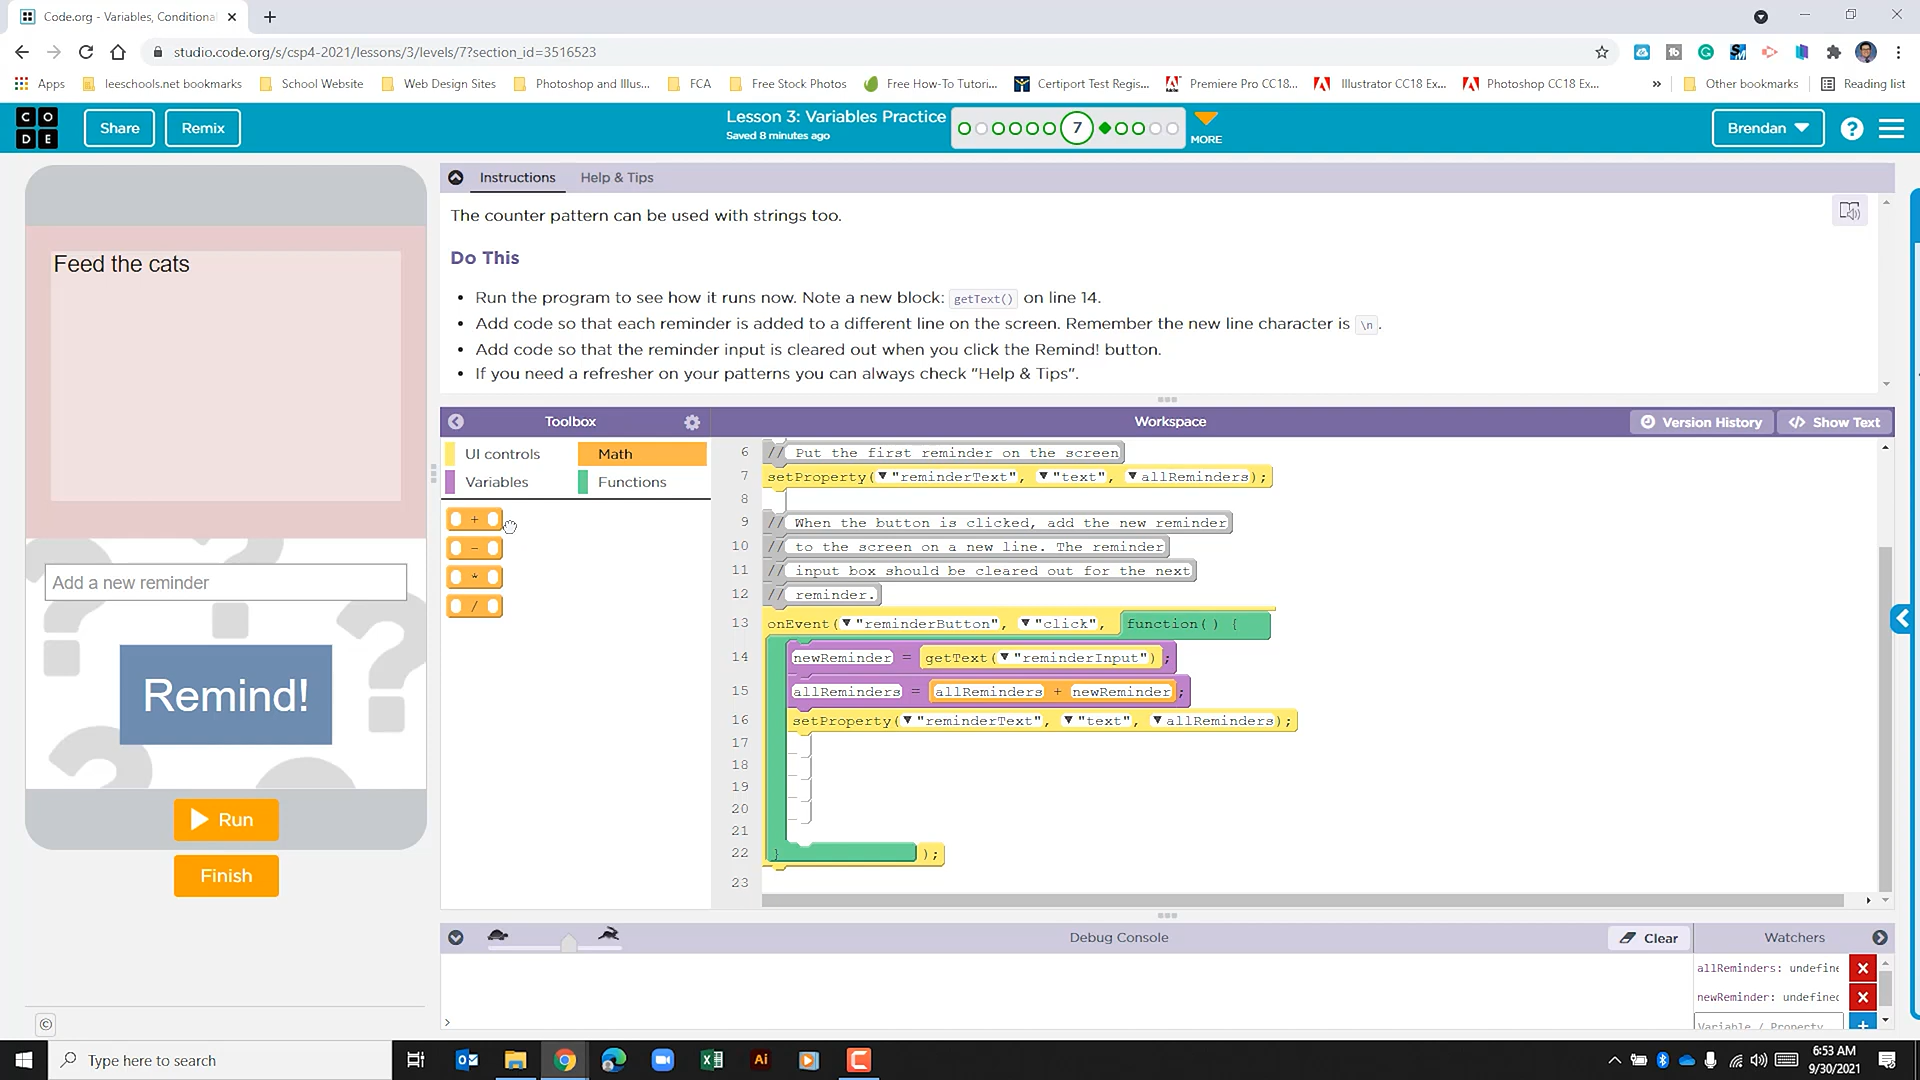 Code.org - Variables, Conditiona
studio.code.org/s/csp4-2021/lessons/3/levels/7?section_id=3516523
Apps
leeschools.net bookmarks
School Website
Web Design Sites
Photoshop and Illus...
FCA
Free Stock Photos
Free How-To Tutori...
Certiport Test Regis...
Premiere Pro CC18...
Illustrator CC18 Ex...
Photoshop CC18 Ex...
Other bookmarks
Reading list
C O
D E
Share
Remix
Lesson 3: Variables Practice
Saved 8 minutes ago
7
MORE
Brendan
Instructions
Help & Tips
The counter pattern can be used with strings too.
Do This
• Run the program to see how it runs now. Note a new block: getText() on line 14.
• Add code so that each reminder is added to a different line on the screen. Remember the new line character is \n.
• Add code so that the reminder input is cleared out when you click the Remind! button.
• If you need a refresher on your patterns you can always check "Help & Tips".
Feed the cats
Add a new reminder
Remind!
Run
Finish
Toolbox
UI controls
Math
Variables
Functions
+
-
*
/
Workspace
Version History
Show Text
6 // Put the first reminder on the screen
7 setProperty("reminderText", "text", allReminders);
8
9 // When the button is clicked, add the new reminder
10 // to the screen on a new line. The reminder
11 // input box should be cleared out for the next
12 // reminder.
13 onEvent("reminderButton", "click", function( ) {
14 newReminder = getText("reminderInput");
15 allReminders = allReminders + newReminder;
16 setProperty("reminderText", "text", allReminders);
17
18
19
20
21
22 } );
23
Debug Console
Clear
Watchers
allReminders: undefine
newReminder: undefined
Variable / Property
>
©
Type here to search
6:53 AM
9/30/2021